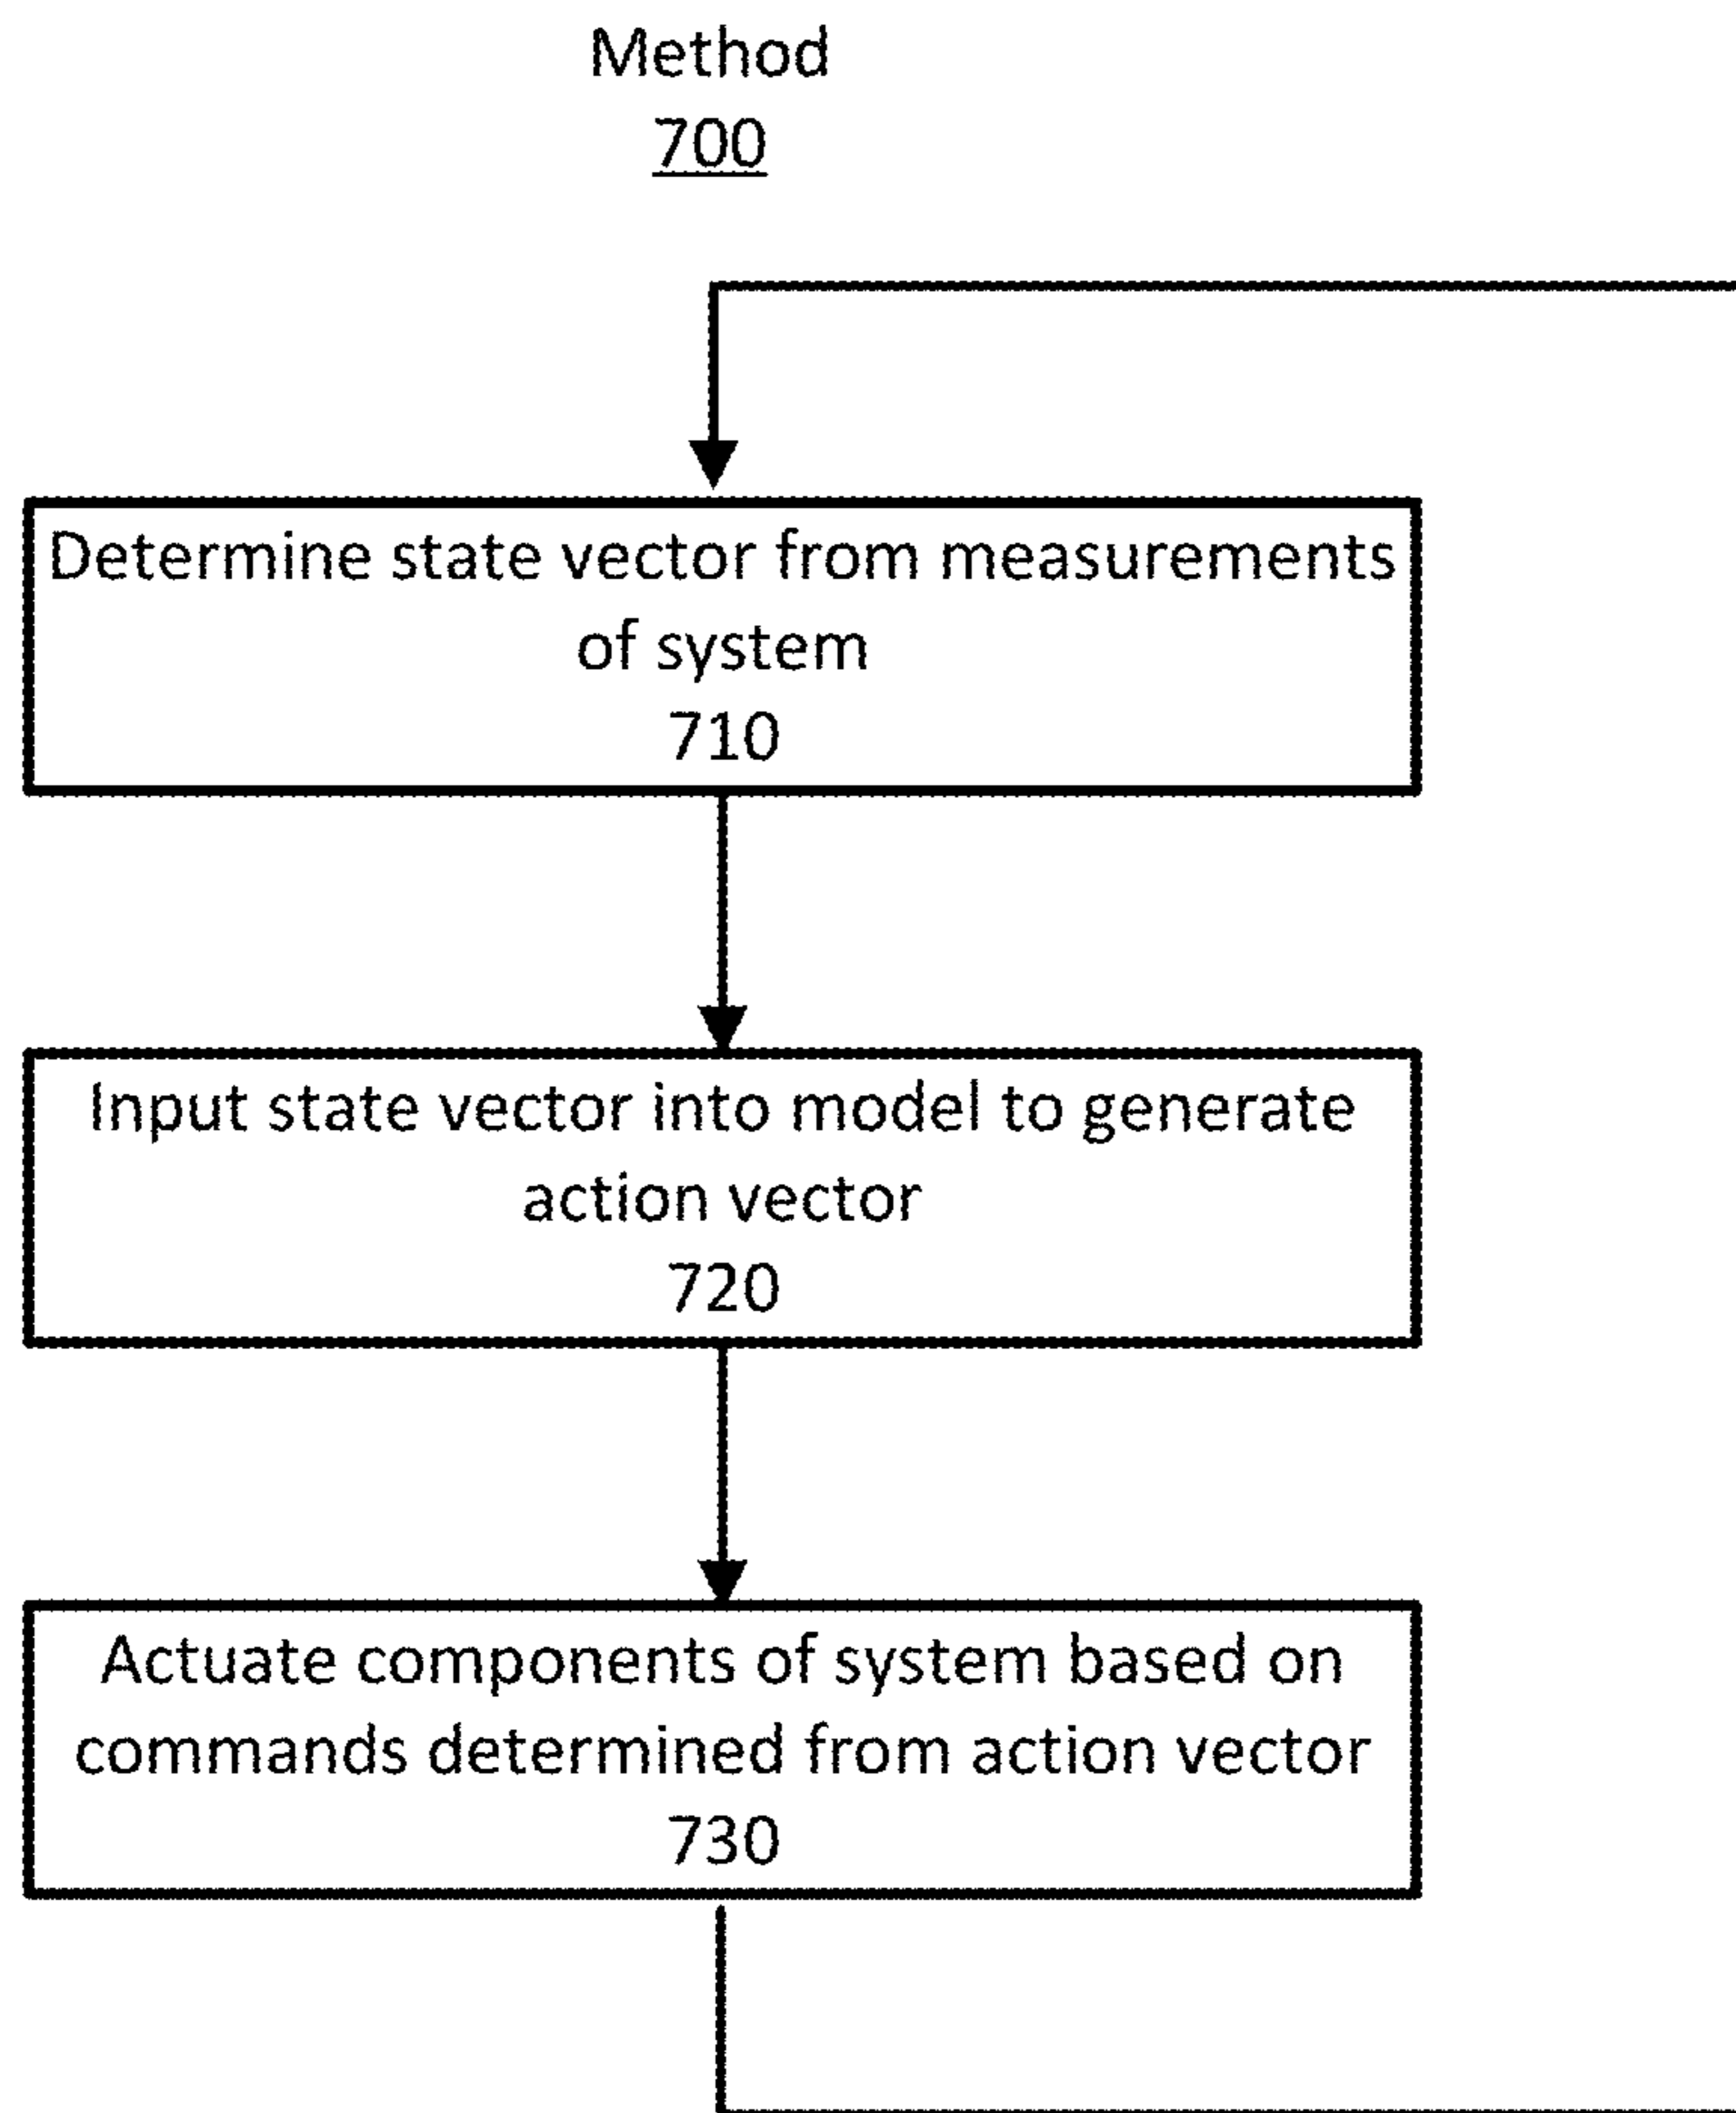 Method
700
Determine state vector from measurements
of system
710
Input state vector into model to generate
action vector
720
Actuate components of system based on
commands determined from action vector
730